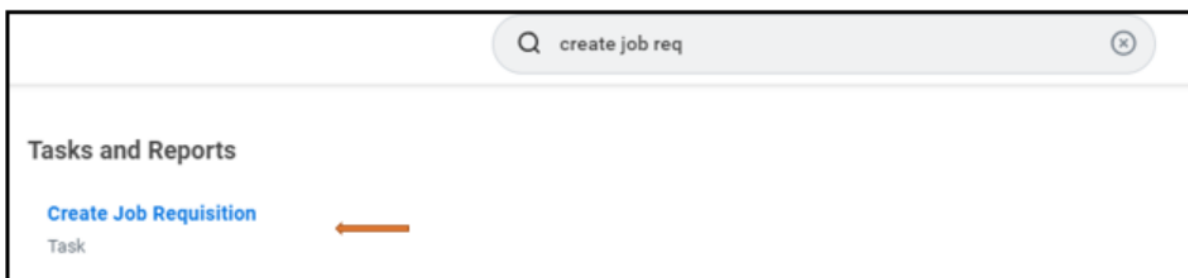 create job req
Tasks and Reports
Create Job Requisition
Task